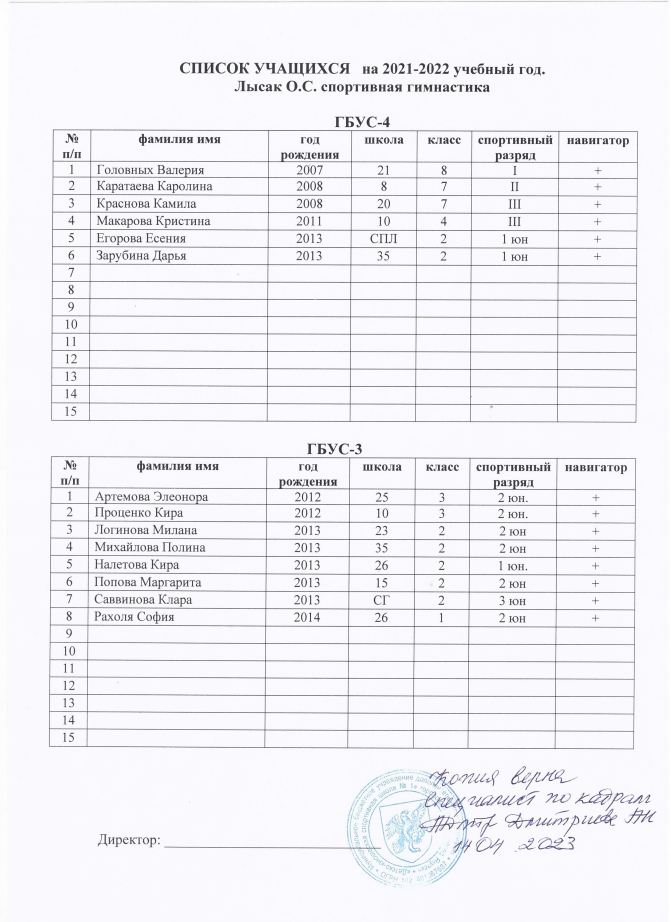 СПИСОК УЧАЩИХСЯ на 2021-2022 учебный год.
Лысак О.С. спортивная гимнастика
ГБУС-4
№ п/п фамилия имя год рождения школа класс спортивный разряд навигатор
1 Головных Валерия 2007 21 8 I +
2 Каратаева Каролина 2008 8 7 II +
3 Краснова Камила 2008 20 7 III +
4 Макарова Кристина 2011 10 4 III +
5 Егорова Есения 2013 СПЛ 2 1 юн +
6 Зарубина Дарья 2013 35 2 1 юн +
7
8
9
10
11
12
13
14
15
ГБУС-3
№ п/п фамилия имя год рождения школа класс спортивный разряд навигатор
1 Артемова Элеонора 2012 25 3 2 юн. +
2 Проценко Кира 2012 10 3 2 юн. +
3 Логинова Милана 2013 23 2 2 юн +
4 Михайлова Полина 2013 35 2 2 юн +
5 Налетова Кира 2013 26 2 1 юн. +
6 Попова Маргарита 2013 15 2 2 юн +
7 Саввинова Клара 2013 СГ 2 3 юн +
8 Рахоля София 2014 26 1 2 юн +
9
10
11
12
13
14
15
Копия верна
специалист по кадрам
Дмитриева АН
14 04 2023
Директор: